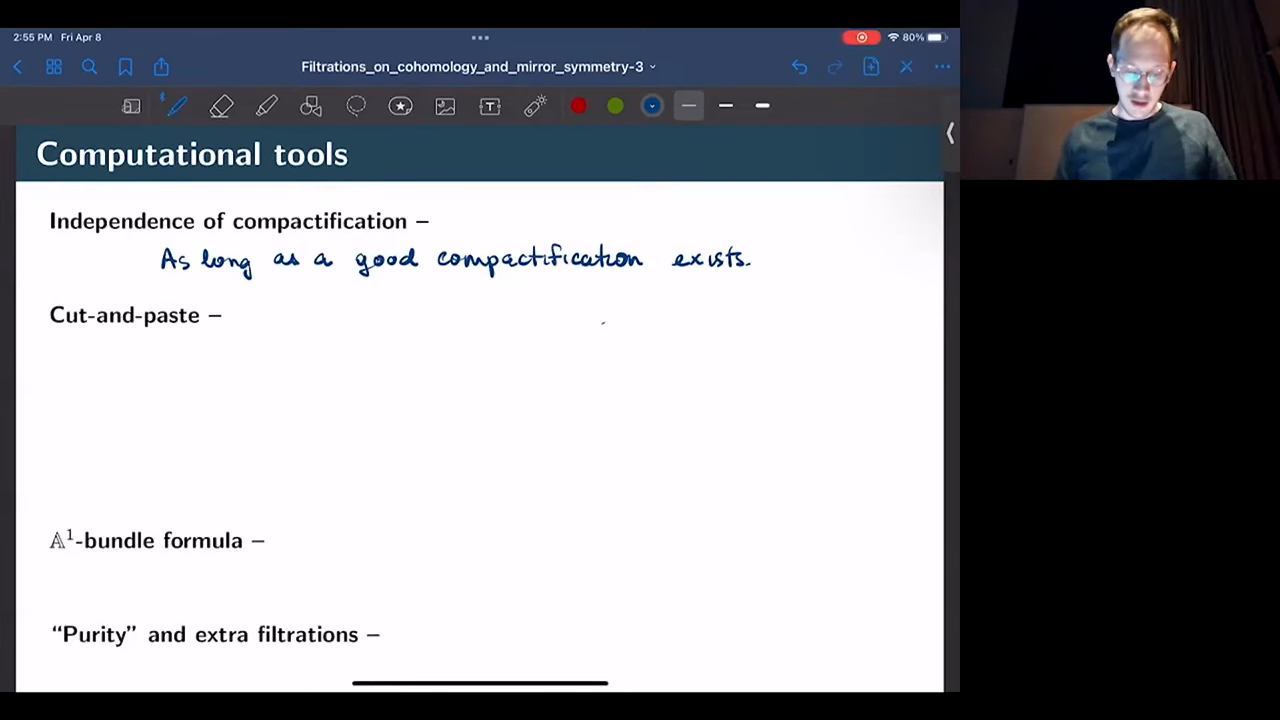 2:55 PM Fri Apr 8
80%
Filtrations_on_cohomology_and_mirror_symmetry-3
Computational tools
Independence of compactification –
As long as a good compactification exists.
Cut-and-paste –
𝔸¹-bundle formula –
“Purity” and extra filtrations –